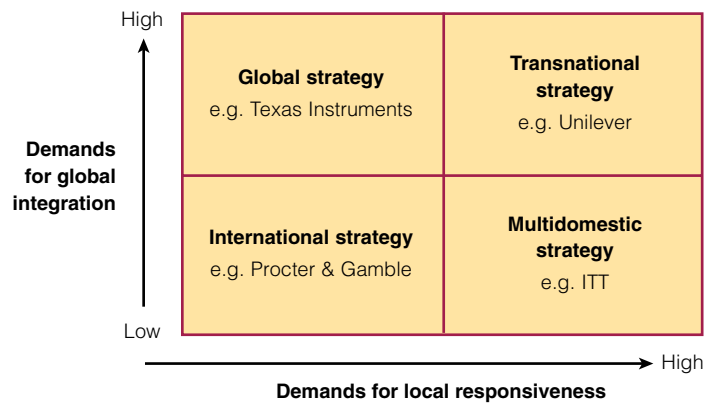 High
Global strategy
e.g. Texas Instruments
Transnational
strategy
e.g. Unilever
Demands
for global
integration
International strategy
e.g. Procter & Gamble
Multidomestic
strategy
e.g. ITT
Low
High
Demands for local responsiveness